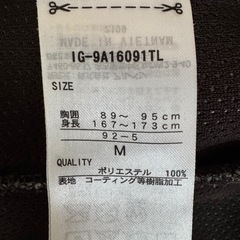 IG-9A16091TL
SIZE
胸囲 89～ 95cm
身長 167～173cm
92-5
M
QUALITY
ポリエステル 100%
表地 コーティング等樹脂加工